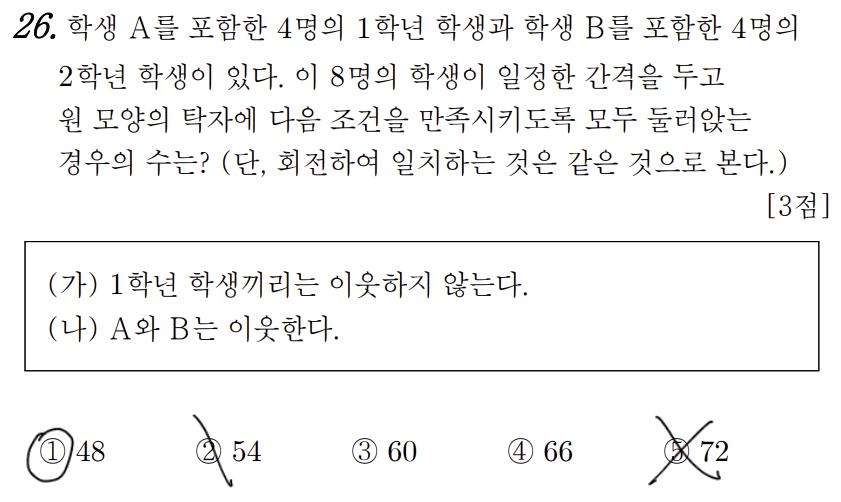 26. 학생 A를 포함한 4명의 1학년 학생과 학생 B를 포함한 4명의
2학년 학생이 있다. 이 8명의 학생이 일정한 간격을 두고
원 모양의 탁자에 다음 조건을 만족시키도록 모두 둘러앉는
경우의 수는? (단, 회전하여 일치하는 것은 같은 것으로 본다.)
[3점]
(가) 1학년 학생끼리는 이웃하지 않는다.
(나) A와 B는 이웃한다.
① 48 ② 54 ③ 60 ④ 66 ⑤ 72